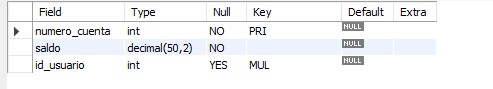 Field Type Null Key Default Extra
numero_cuenta int NO PRI NULL
saldo decimal(50,2) NO NULL
id_usuario int YES MUL NULL